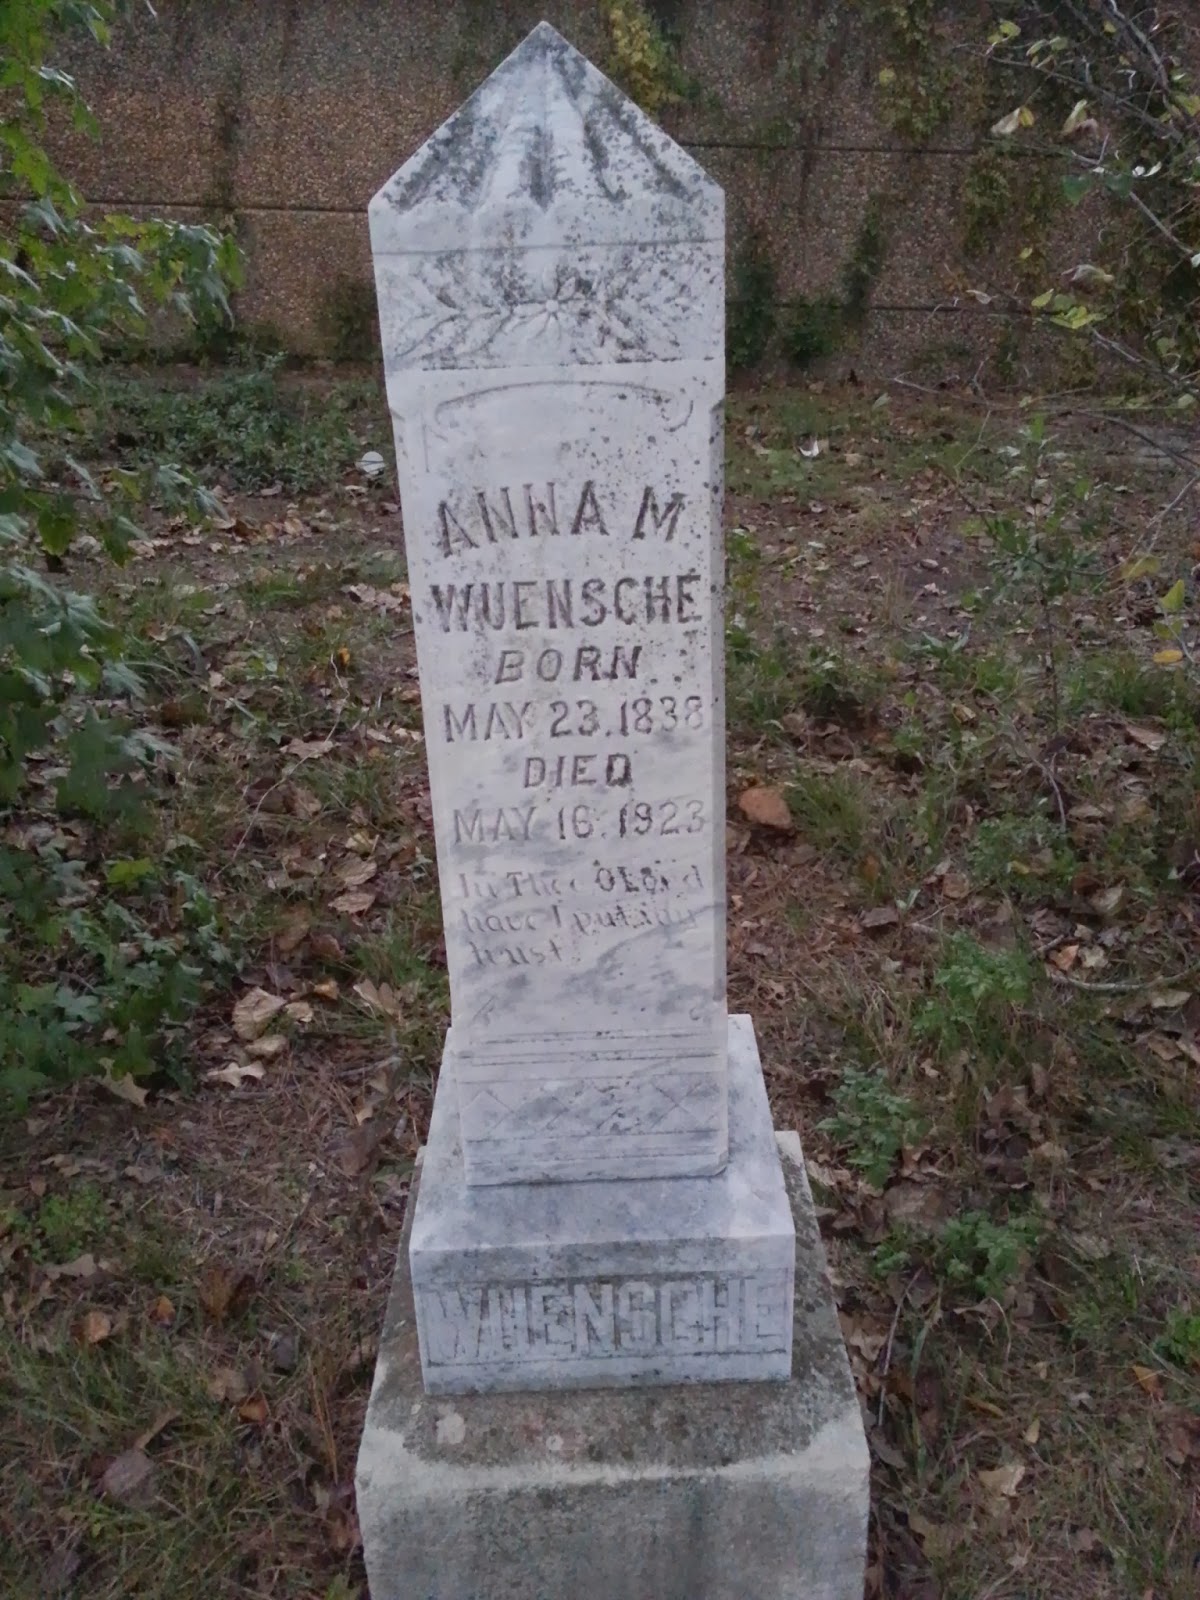 ANNA M
WUENSCHE
BORN
MAY 23. 1838
DIED
MAY 16. 1923
In Thee O Lord
have I put my
trust.
WUENSCHE